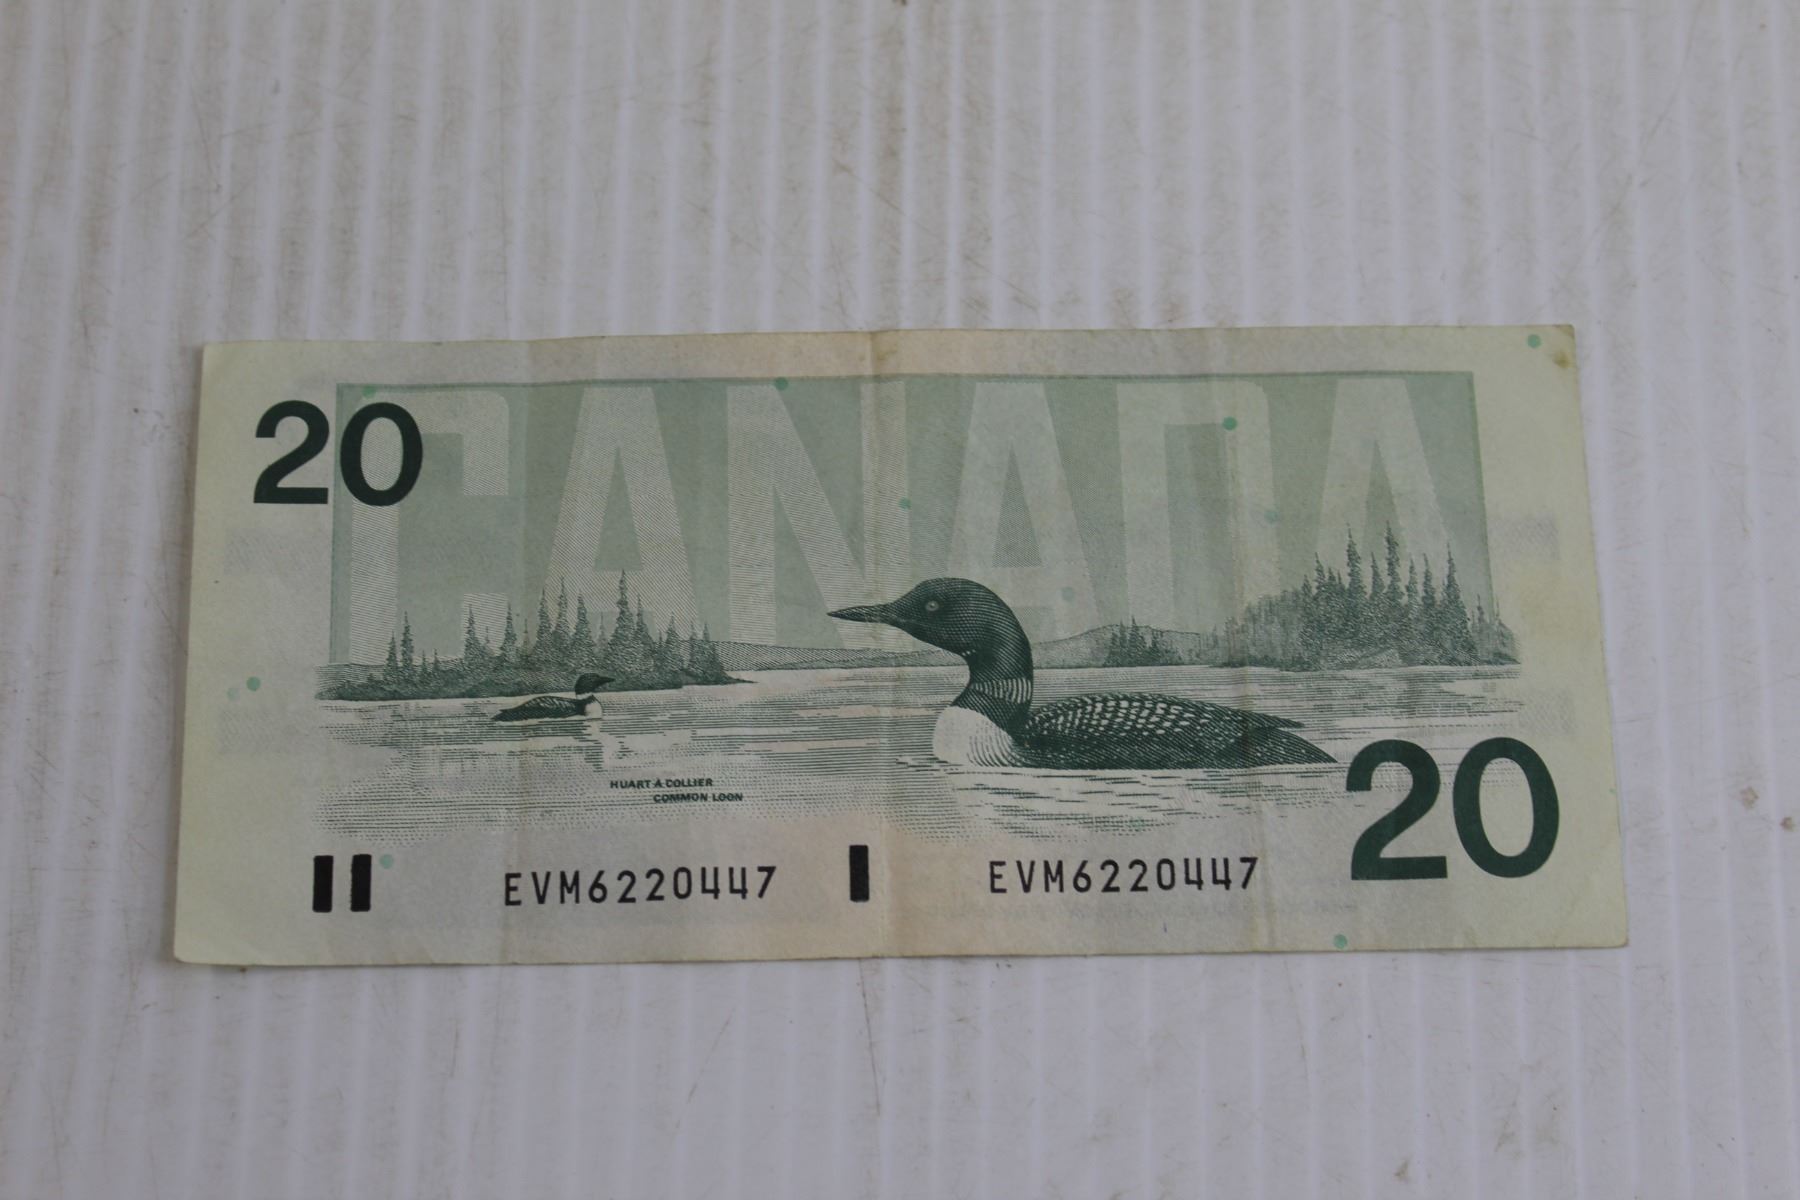 20
CANADA
HUART À COLLIER
COMMON LOON
EVM6220447
EVM6220447
20